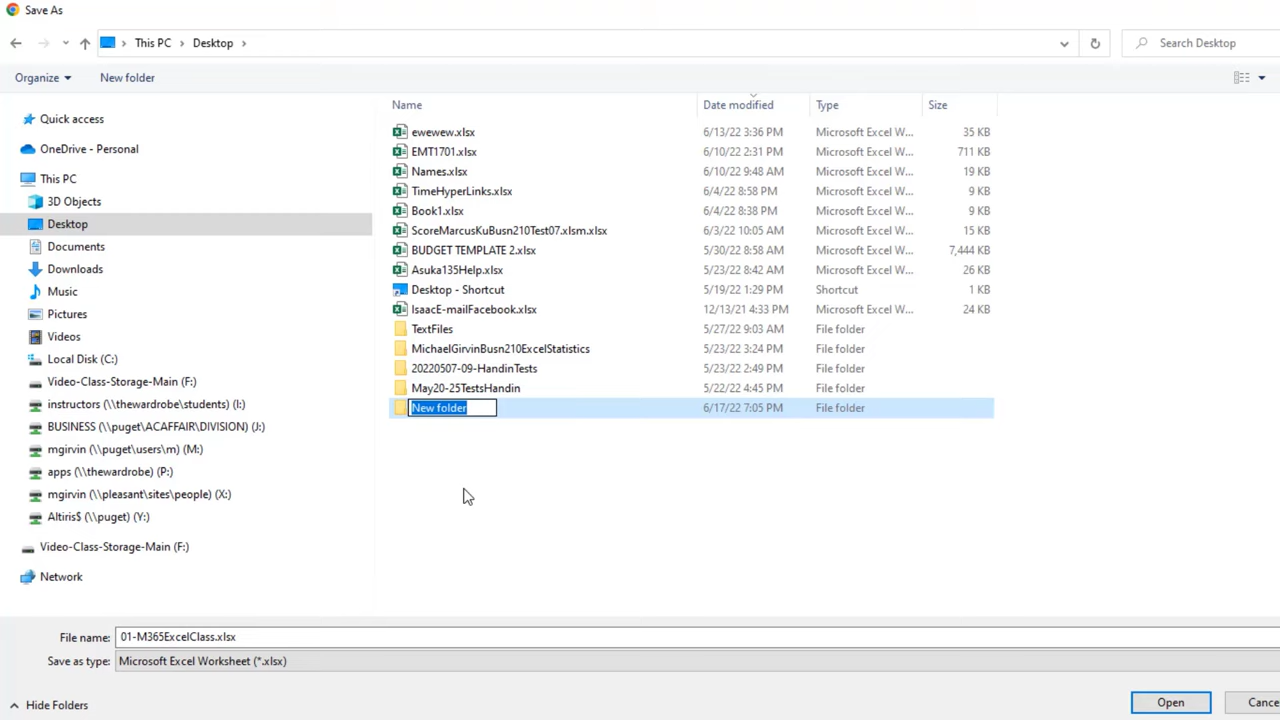 Save As
This PC > Desktop >
Search Desktop
Organize
New folder
Name Date modified Type Size
Quick access
OneDrive - Personal
This PC
3D Objects
Desktop
Documents
Downloads
Music
Pictures
Videos
Local Disk (C:)
Video-Class-Storage-Main (F:)
instructors (\\thewardrobe\students) (I:)
BUSINESS (\\puget\ACAFFAIR\DIVISION) (J:)
mgirvin (\\puget\users\m) (M:)
apps (\\thewardrobe) (P:)
mgirvin (\\pleasant\sites\people) (X:)
Altiris$ (\\puget) (Y:)
Video-Class-Storage-Main (F:)
Network
ewewew.xlsx 6/13/22 3:36 PM Microsoft Excel W... 35 KB
EMT1701.xlsx 6/10/22 2:31 PM Microsoft Excel W... 711 KB
Names.xlsx 6/10/22 9:48 AM Microsoft Excel W... 19 KB
TimeHyperLinks.xlsx 6/4/22 8:58 PM Microsoft Excel W... 9 KB
Book1.xlsx 6/4/22 8:38 PM Microsoft Excel W... 9 KB
ScoreMarcusKuBusn210Test07.xlsm.xlsx 6/3/22 10:05 AM Microsoft Excel W... 15 KB
BUDGET TEMPLATE 2.xlsx 5/30/22 8:58 AM Microsoft Excel W... 7,444 KB
Asuka135Help.xlsx 5/23/22 8:42 AM Microsoft Excel W... 26 KB
Desktop - Shortcut 5/19/22 1:29 PM Shortcut 1 KB
IsaacE-mailFacebook.xlsx 12/13/21 4:33 PM Microsoft Excel W... 24 KB
TextFiles 5/27/22 9:03 AM File folder
MichaelGirvinBusn210ExcelStatistics 5/23/22 3:24 PM File folder
20220507-09-HandinTests 5/23/22 2:49 PM File folder
May20-25TestsHandin 5/22/22 4:45 PM File folder
New folder 6/17/22 7:05 PM File folder
File name: 01-M365ExcelClass.xlsx
Save as type: Microsoft Excel Worksheet (*.xlsx)
Hide Folders
Open
Cance